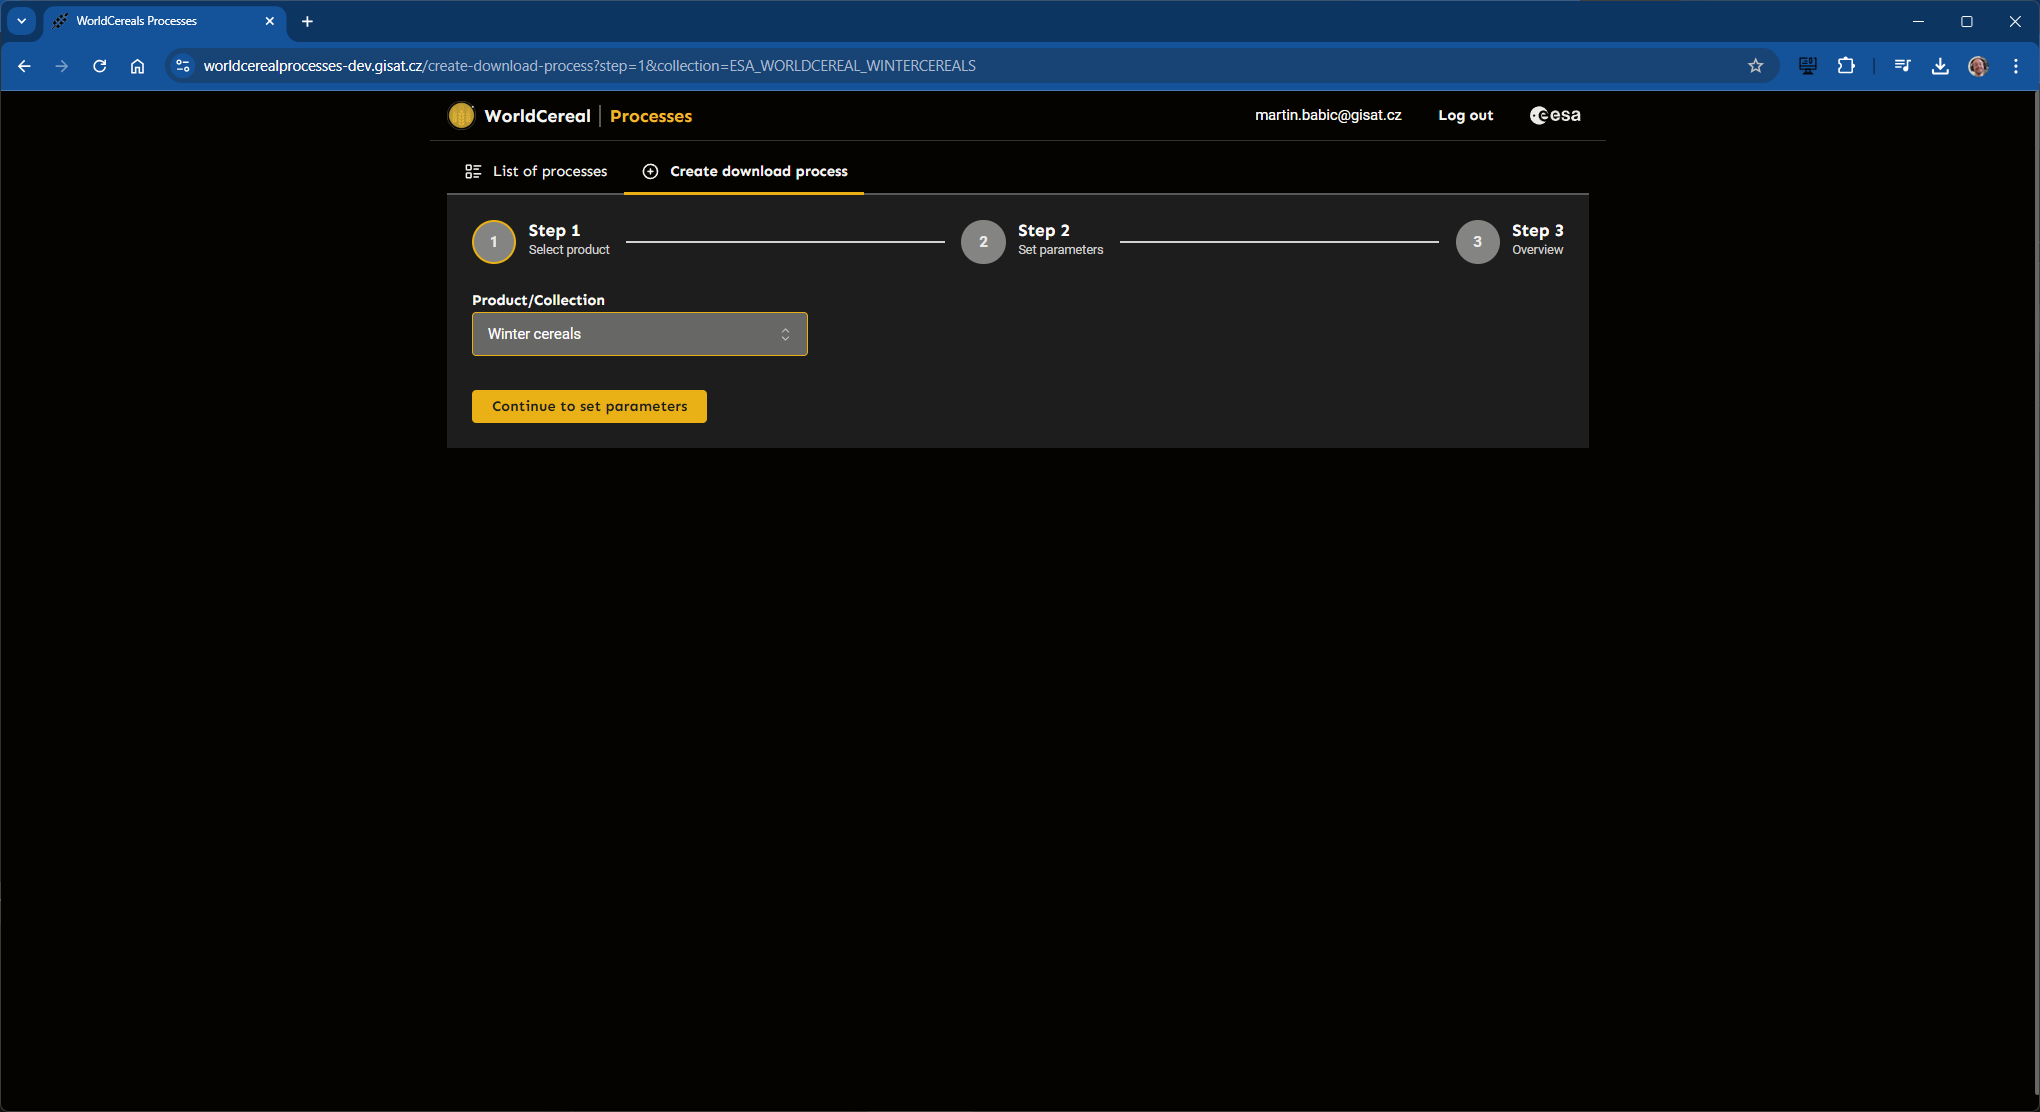 WorldCereals Processes
worldcerealprocesses-dev.gisat.cz/create-download-process?step=1&collection=ESA_WORLDCEREAL_WINTERCEREALS
WorldCereal | Processes
martin.babic@gisat.cz
Log out
esa
List of processes
Create download process
1
Step 1
Select product
2
Step 2
Set parameters
3
Step 3
Overview
Product/Collection
Winter cereals
Continue to set parameters